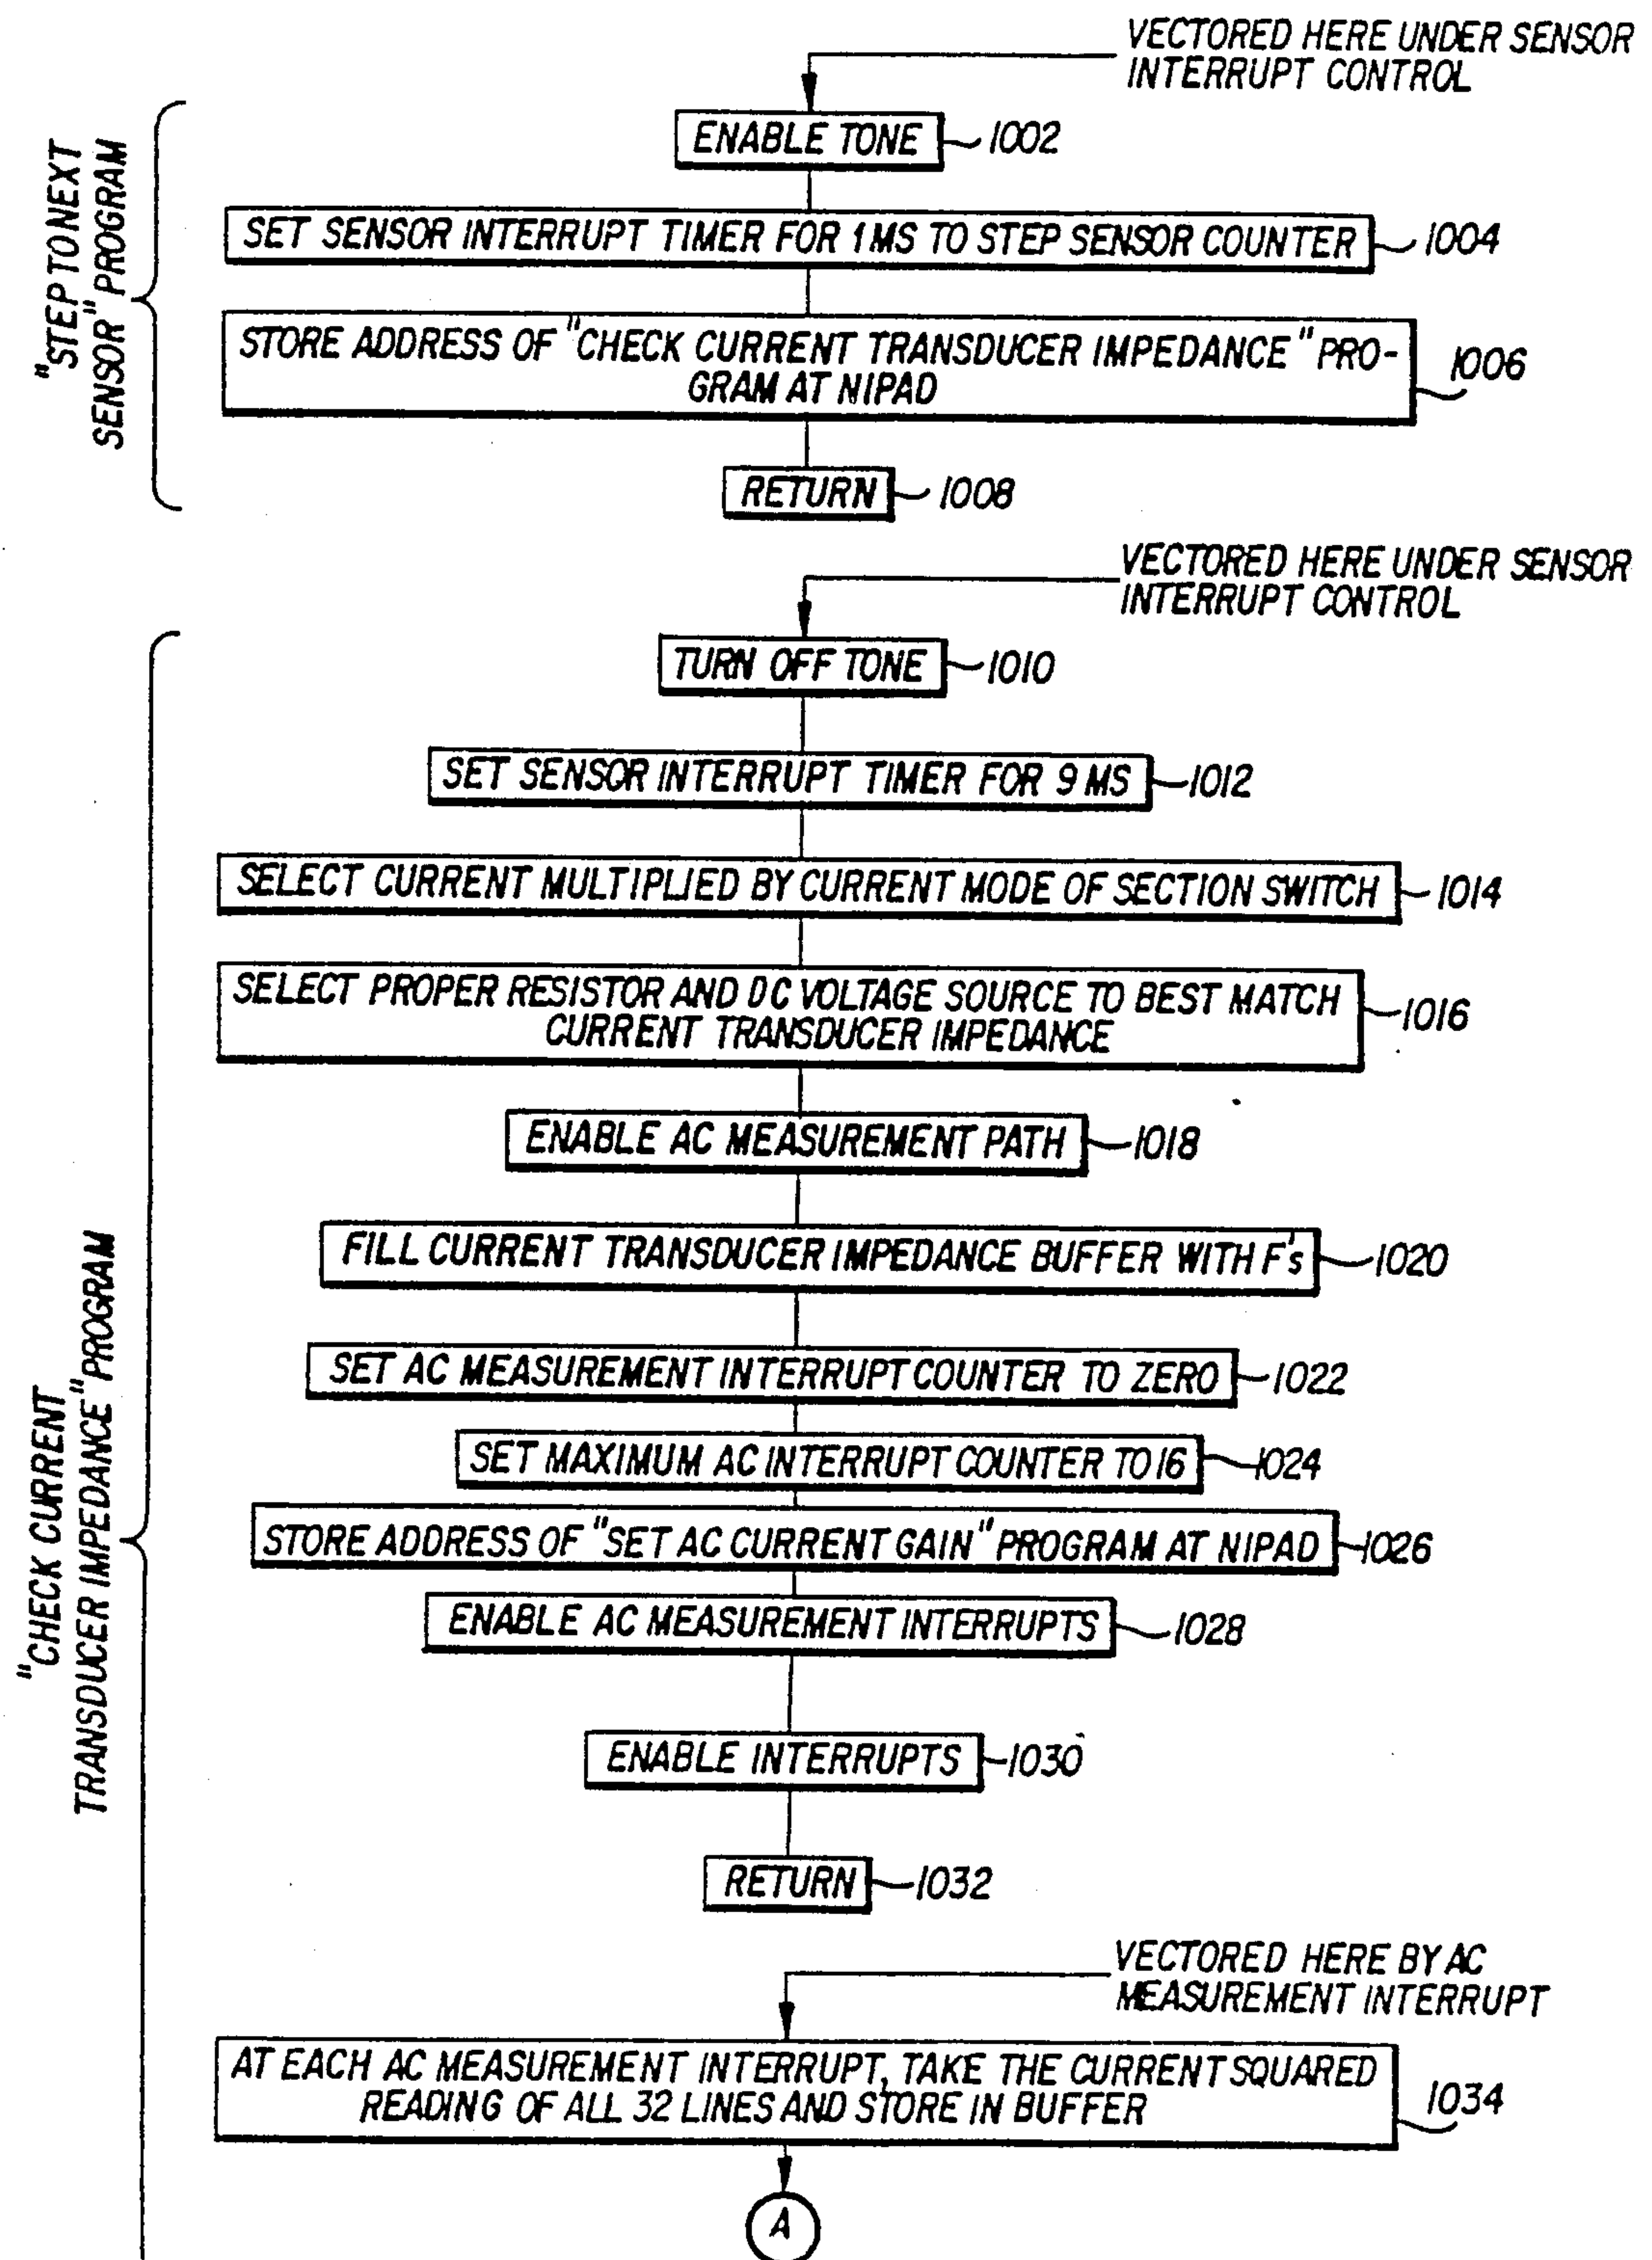 VECTORED HERE UNDER SENSOR
INTERRUPT CONTROL
"STEP TO NEXT
SENSOR" PROGRAM
ENABLE TONE 1002
SET SENSOR INTERRUPT TIMER FOR 1 MS TO STEP SENSOR COUNTER 1004
STORE ADDRESS OF "CHECK CURRENT TRANSDUCER IMPEDANCE" PRO-
GRAM AT NIPAD
1006
RETURN 1008
VECTORED HERE UNDER SENSOR
INTERRUPT CONTROL
"CHECK CURRENT
TRANSDUCER IMPEDANCE" PROGRAM
TURN OFF TONE 1010
SET SENSOR INTERRUPT TIMER FOR 9 MS 1012
SELECT CURRENT MULTIPLIED BY CURRENT MODE OF SECTION SWITCH 1014
SELECT PROPER RESISTOR AND DC VOLTAGE SOURCE TO BEST MATCH
CURRENT TRANSDUCER IMPEDANCE
1016
ENABLE AC MEASUREMENT PATH 1018
FILL CURRENT TRANSDUCER IMPEDANCE BUFFER WITH F's 1020
SET AC MEASUREMENT INTERRUPT COUNTER TO ZERO 1022
SET MAXIMUM AC INTERRUPT COUNTER TO 16 1024
STORE ADDRESS OF "SET AC CURRENT GAIN" PROGRAM AT NIPAD 1026
ENABLE AC MEASUREMENT INTERRUPTS 1028
ENABLE INTERRUPTS 1030
RETURN 1032
VECTORED HERE BY AC
MEASUREMENT INTERRUPT
AT EACH AC MEASUREMENT INTERRUPT, TAKE THE CURRENT SQUARED
READING OF ALL 32 LINES AND STORE IN BUFFER
1034
A